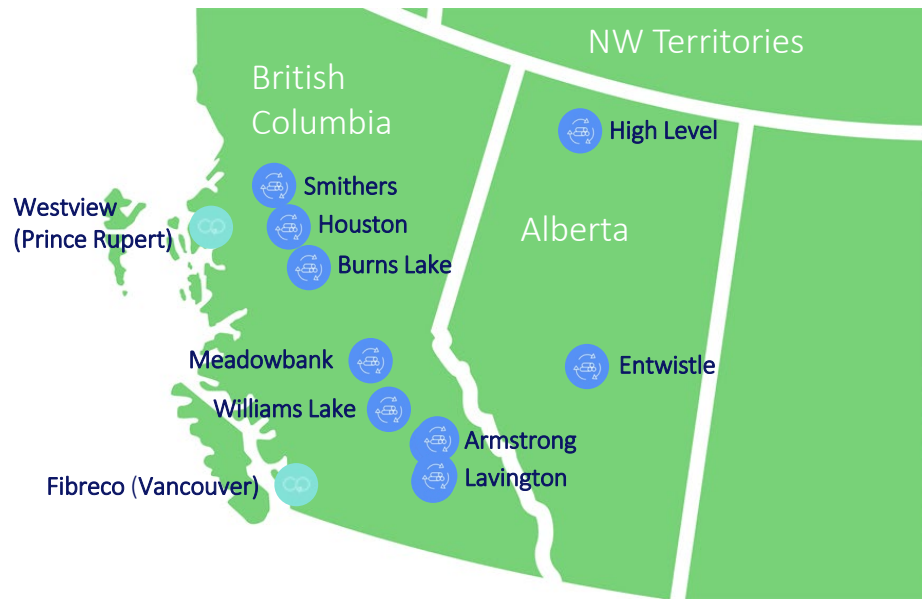 NW Territories
British
Columbia
High Level
Smithers
Westview
(Prince Rupert)
Houston
Alberta
Burns Lake
Meadowbank
Entwistle
Williams Lake
Armstrong
Lavington
Fibreco (Vancouver)